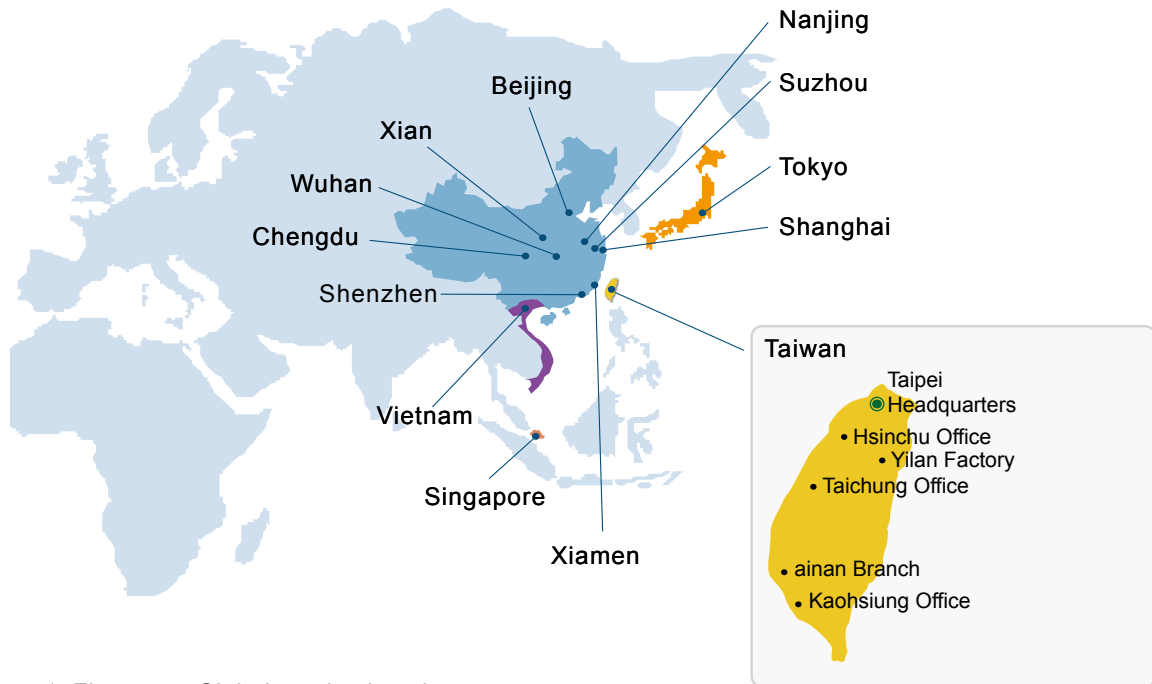 Nanjing
Suzhou
Beijing
Xian
Tokyo
Wuhan
Shanghai
Chengdu
Shenzhen
Taiwan
Taipei
Headquarters
Hsinchu Office
Yilan Factory
Taichung Office
ainan Branch
Kaohsiung Office
Vietnam
Singapore
Xiamen